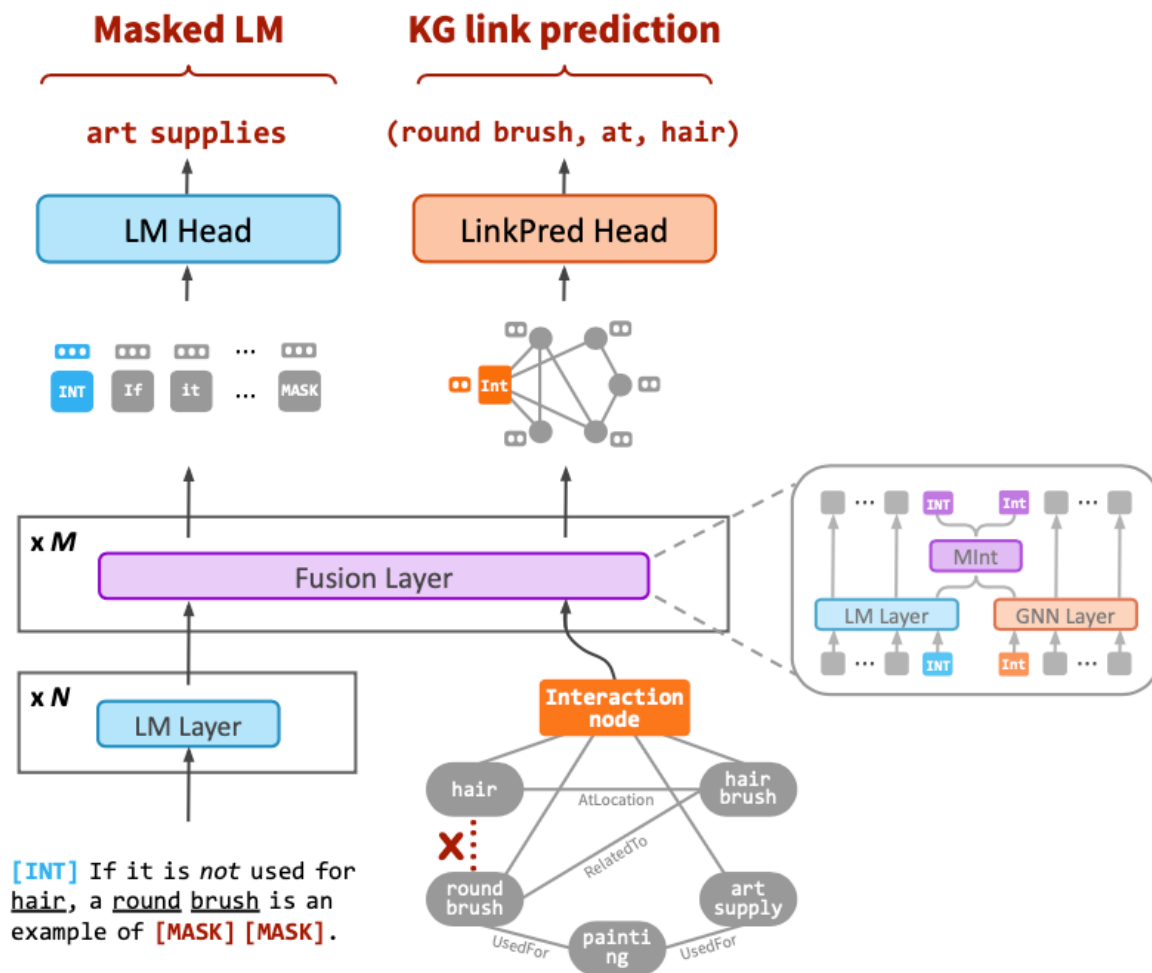 Masked LM
KG link prediction
art supplies
(round brush, at, hair)
LM Head
LinkPred Head
INT If it ... MASK
...
Int
x M
Fusion Layer
INT Int
... ...
MInt
LM Layer
GNN Layer
... INT Int ...
x N
LM Layer
Interaction
node
hair
hair
brush
AtLocation
X
RelatedTo
round
brush
art
supply
UsedFor
painti
ng
UsedFor
[INT] If it is not used for
hair, a round brush is an
example of [MASK] [MASK].